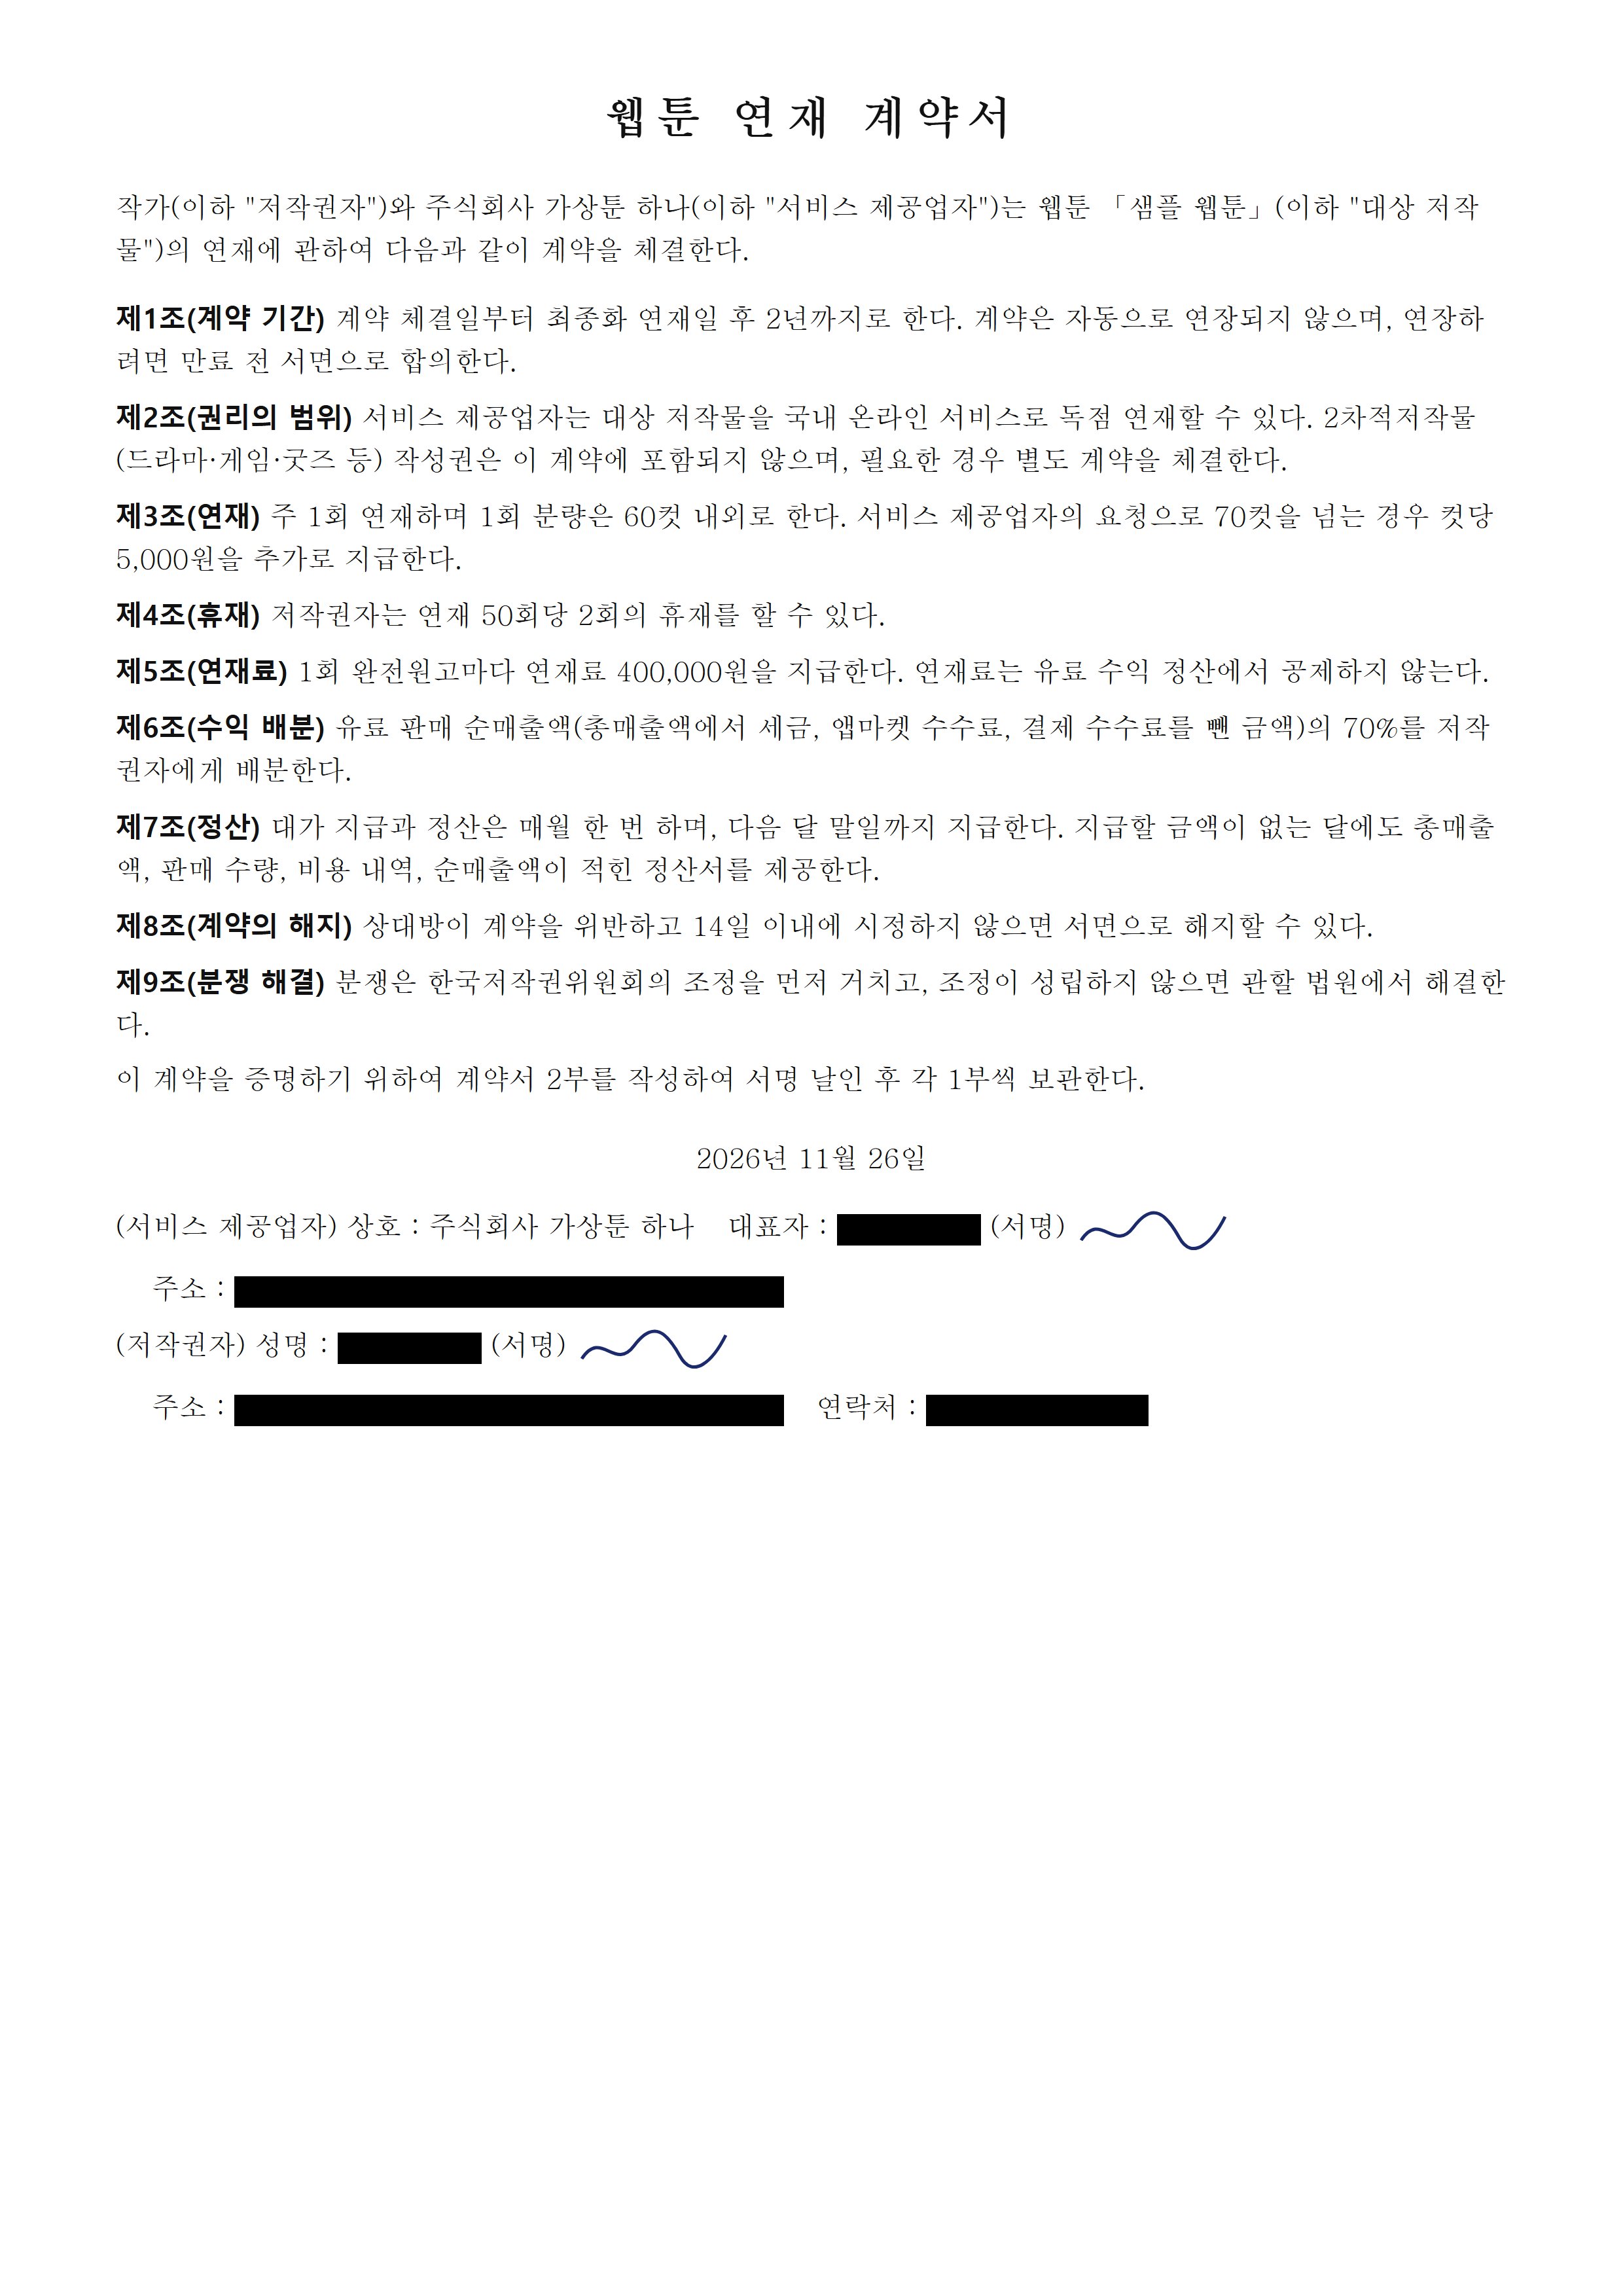 웹툰 연재 계약서
작가(이하 "저작권자")와 주식회사 가상툰 하나(이하 "서비스 제공업자")는 웹툰 「샘플 웹툰」(이하 "대상 저작
물")의 연재에 관하여 다음과 같이 계약을 체결한다.
제1조(계약 기간) 계약 체결일부터 최종화 연재일 후 2년까지로 한다. 계약은 자동으로 연장되지 않으며, 연장하
려면 만료 전 서면으로 합의한다.
제2조(권리의 범위) 서비스 제공업자는 대상 저작물을 국내 온라인 서비스로 독점 연재할 수 있다. 2차적저작물
(드라마·게임·굿즈 등) 작성권은 이 계약에 포함되지 않으며, 필요한 경우 별도 계약을 체결한다.
제3조(연재) 주 1회 연재하며 1회 분량은 60컷 내외로 한다. 서비스 제공업자의 요청으로 70컷을 넘는 경우 컷당
5,000원을 추가로 지급한다.
제4조(휴재) 저작권자는 연재 50회당 2회의 휴재를 할 수 있다.
제5조(연재료) 1회 완전원고마다 연재료 400,000원을 지급한다. 연재료는 유료 수익 정산에서 공제하지 않는다.
제6조(수익 배분) 유료 판매 순매출액(총매출액에서 세금, 앱마켓 수수료, 결제 수수료를 뺀 금액)의 70%를 저작
권자에게 배분한다.
제7조(정산) 대가 지급과 정산은 매월 한 번 하며, 다음 달 말일까지 지급한다. 지급할 금액이 없는 달에도 총매출
액, 판매 수량, 비용 내역, 순매출액이 적힌 정산서를 제공한다.
제8조(계약의 해지) 상대방이 계약을 위반하고 14일 이내에 시정하지 않으면 서면으로 해지할 수 있다.
제9조(분쟁 해결) 분쟁은 한국저작권위원회의 조정을 먼저 거치고, 조정이 성립하지 않으면 관할 법원에서 해결한
다.
이 계약을 증명하기 위하여 계약서 2부를 작성하여 서명 날인 후 각 1부씩 보관한다.
2026년 11월 26일
(서비스 제공업자) 상호 : 주식회사 가상툰 하나 대표자 : (서명)
주소 :
(저작권자) 성명 : (서명)
주소 : 연락처 :